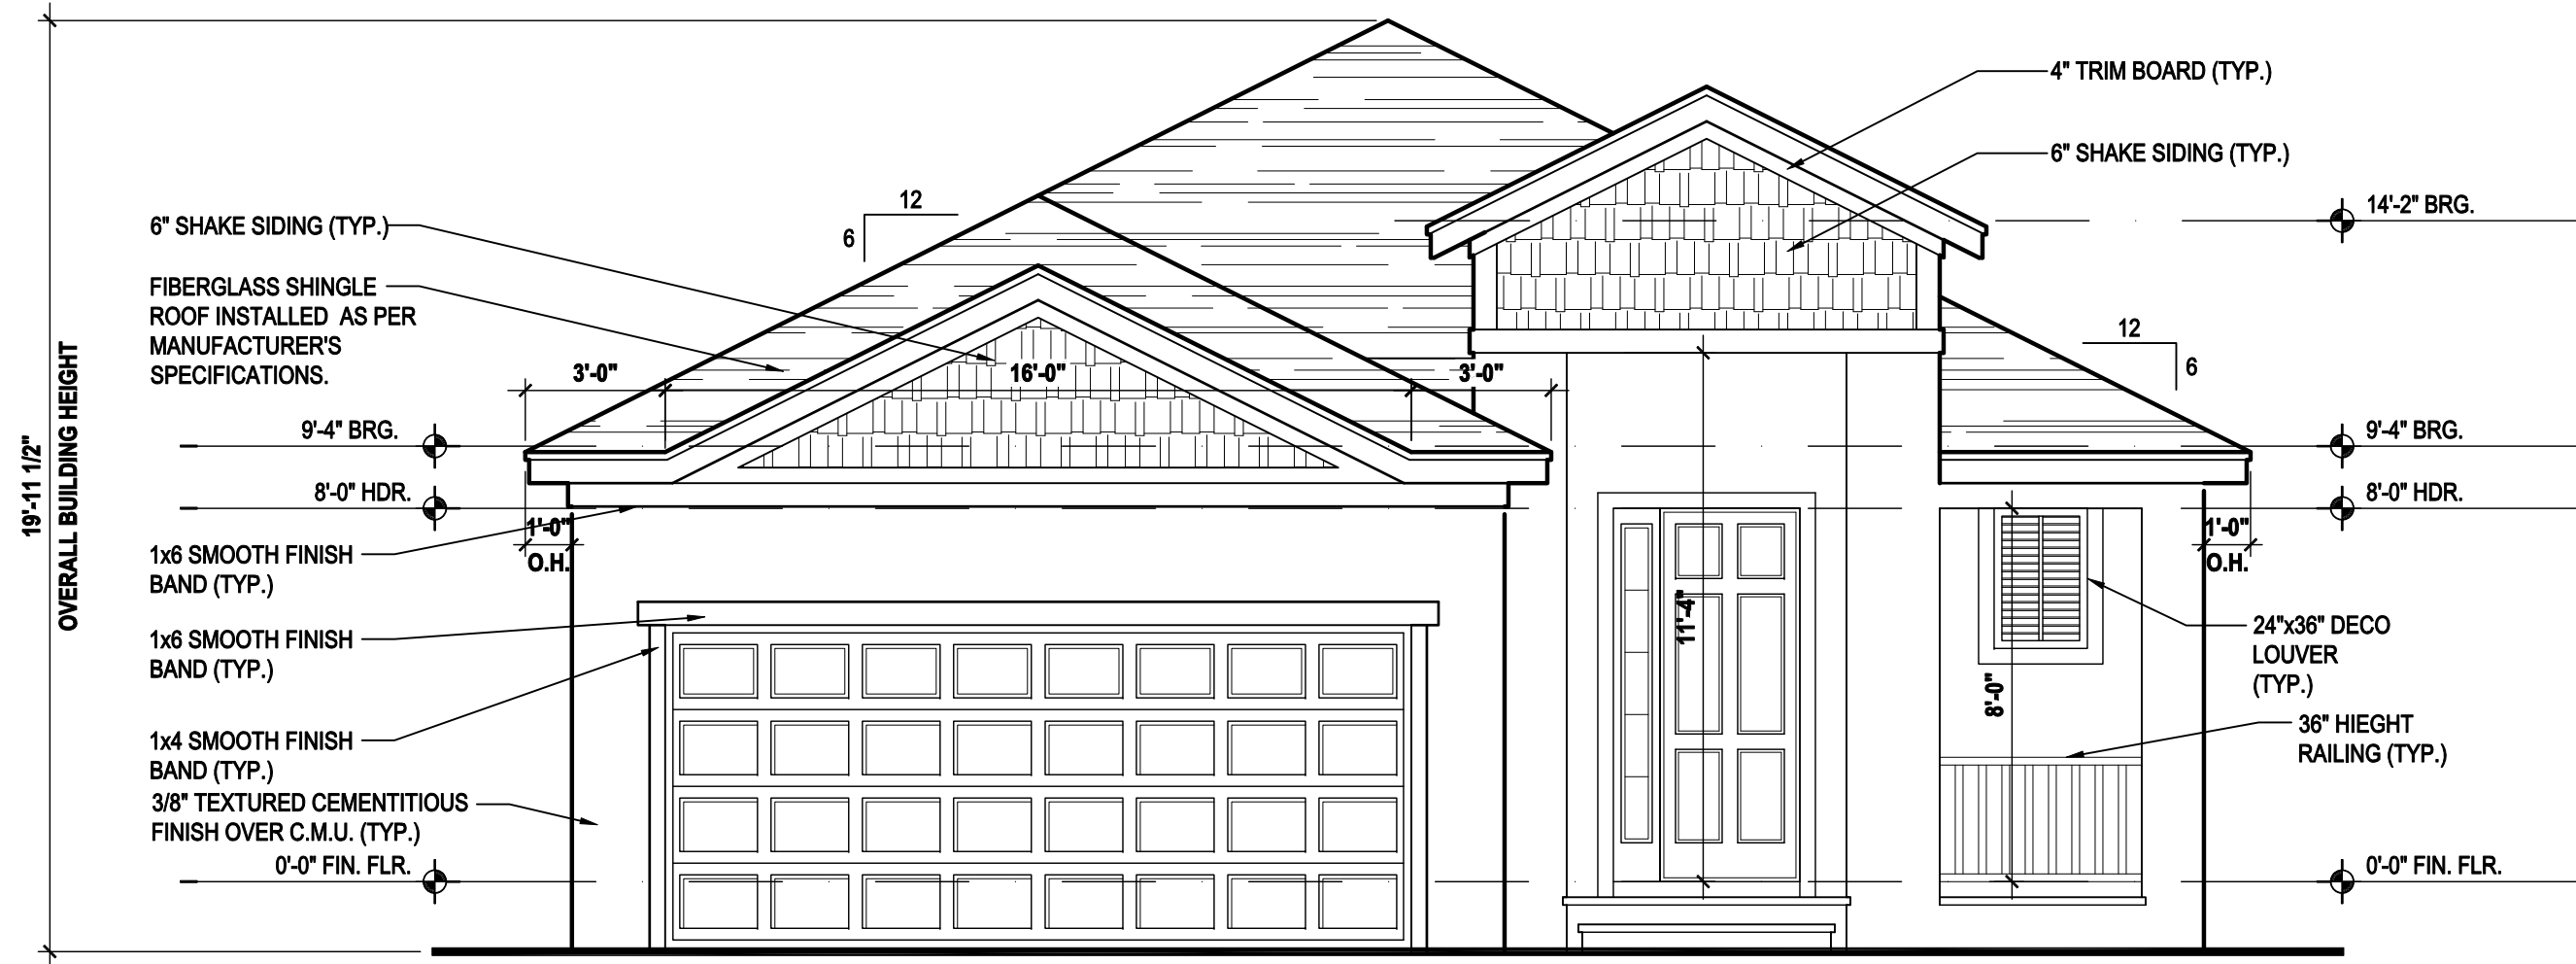 19'-11 1/2"
OVERALL BUILDING HEIGHT
6" SHAKE SIDING (TYP.)
FIBERGLASS SHINGLE
ROOF INSTALLED  AS PER
MANUFACTURER'S
SPECIFICATIONS.
9'-4" BRG.
8'-0" HDR.
1x6 SMOOTH FINISH
BAND (TYP.)
1x6 SMOOTH FINISH
BAND (TYP.)
1x4 SMOOTH FINISH
BAND (TYP.)
3/8" TEXTURED CEMENTITIOUS
FINISH OVER C.M.U. (TYP.)
0'-0" FIN. FLR.
12
6
3'-0"
16'-0"
3'-0"
1'-0"
O.H.
11'-4"
8'-0"
4" TRIM BOARD (TYP.)
6" SHAKE SIDING (TYP.)
14'-2" BRG.
12
6
9'-4" BRG.
8'-0" HDR.
1'-0"
O.H.
24"x36" DECO
LOUVER
(TYP.)
36" HIEGHT
RAILING (TYP.)
0'-0" FIN. FLR.